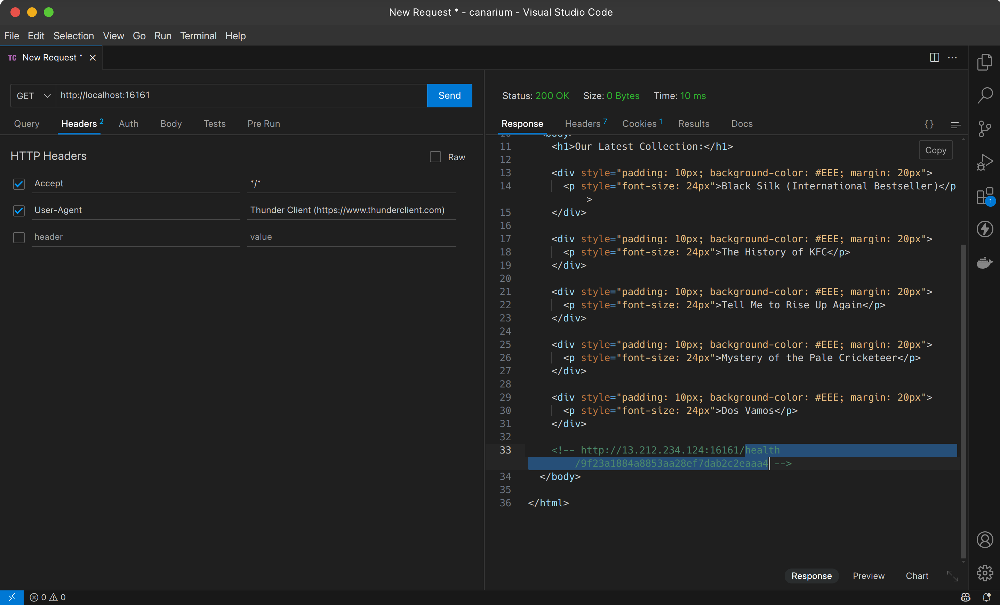 New Request * - canarium - Visual Studio Code
File Edit Selection View Go Run Terminal Help
TC New Request *
GET http://localhost:16161 Send
Query Headers 2 Auth Body Tests Pre Run
HTTP Headers Raw
Accept */*
User-Agent Thunder Client (https://www.thunderclient.com)
header value
Status: 200 OK Size: 0 Bytes Time: 10 ms
Response Headers 7 Cookies 1 Results Docs {}
Copy
10 <body>
11 <h1>Our Latest Collection:</h1>
12
13 <div style="padding: 10px; background-color: #EEE; margin: 20px">
14 <p style="font-size: 24px">Black Silk (International Bestseller)</p
>
15 </div>
16
17 <div style="padding: 10px; background-color: #EEE; margin: 20px">
18 <p style="font-size: 24px">The History of KFC</p>
19 </div>
20
21 <div style="padding: 10px; background-color: #EEE; margin: 20px">
22 <p style="font-size: 24px">Tell Me to Rise Up Again</p>
23 </div>
24
25 <div style="padding: 10px; background-color: #EEE; margin: 20px">
26 <p style="font-size: 24px">Mystery of the Pale Cricketeer</p>
27 </div>
28
29 <div style="padding: 10px; background-color: #EEE; margin: 20px">
30 <p style="font-size: 24px">Dos Vamos</p>
31 </div>
32
33 <!-- http://13.212.234.124:16161/health
/9f23a1884a8853aa28ef7dab2c2eaaa4 -->
34 </body>
35
36 </html>
Response Preview Chart
1
0 0